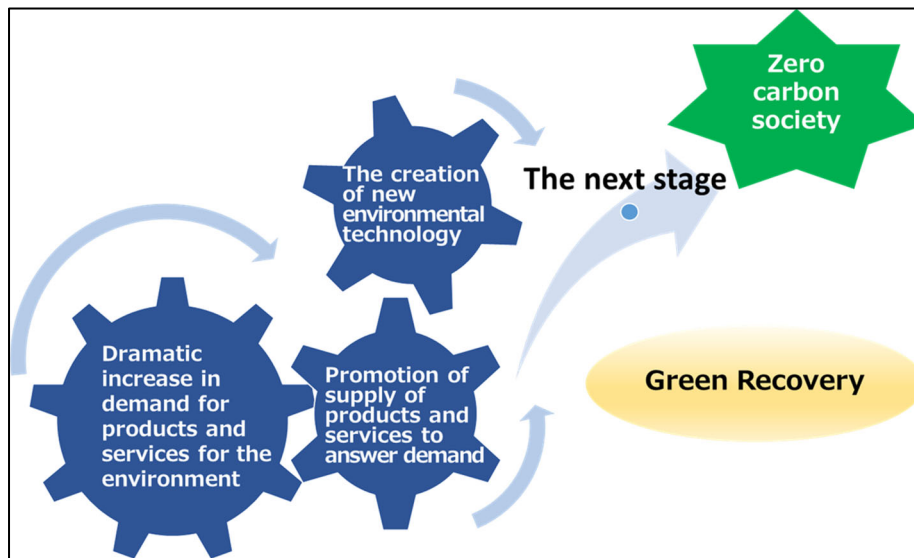 Zero
carbon
society
The creation
of new
environmental
technology
The next stage
Dramatic
increase in
demand for
products and
services for the
environment
Promotion of
supply of
products and
services to
answer demand
Green Recovery